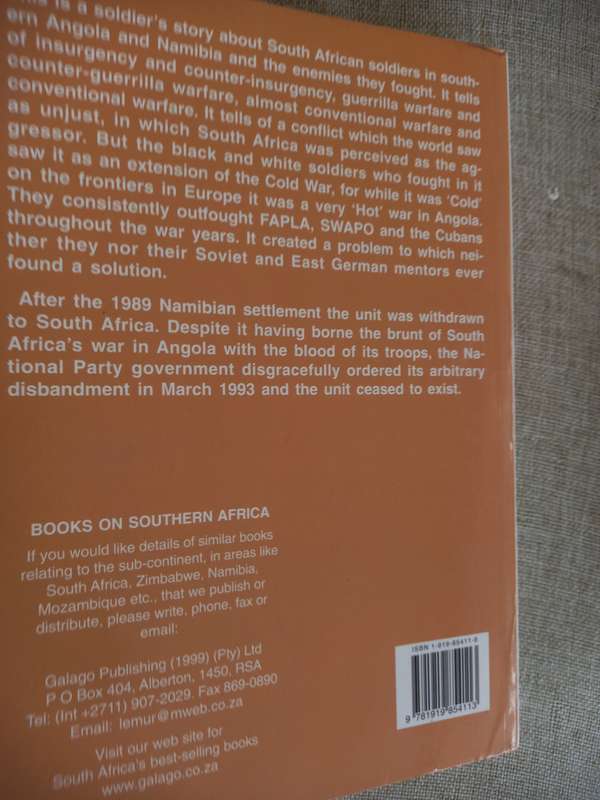 is a soldier's story about South African soldiers in south-
ern Angola and Namibia and the enemies they fought. It tells
of insurgency and counter-insurgency, guerrilla warfare and
counter-guerrilla warfare, almost conventional warfare and
conventional warfare. It tells of a conflict which the world saw
as unjust, in which South Africa was perceived as the ag-
gressor. But the black and white soldiers who fought in it
saw it as an extension of the Cold War, for while it was 'Cold'
on the frontiers in Europe it was a very 'Hot' war in Angola.
They consistently outfought FAPLA, SWAPO and the Cubans
throughout the war years. It created a problem to which nei-
ther they nor their Soviet and East German mentors ever
found a solution.
After the 1989 Namibian settlement the unit was withdrawn
to South Africa. Despite it having borne the brunt of South
Africa's war in Angola with the blood of its troops, the Na-
tional Party government disgracefully ordered its arbitrary
disbandment in March 1993 and the unit ceased to exist.
BOOKS ON SOUTHERN AFRICA
If you would like details of similar books
relating to the sub-continent, in areas like
South Africa, Zimbabwe, Namibia,
Mozambique etc., that we publish or
distribute, please write, phone, fax or
email:
Galago Publishing (1999) (Pty) Ltd
P O Box 404, Alberton, 1450, RSA
Tel: (Int +2711) 907-2029. Fax 869-0890
Email: lemur@mweb.co.za
Visit our web site for
South Africa's best-selling books
www.galago.co.za
ISBN 1-919-85411-8
9 781919 854113